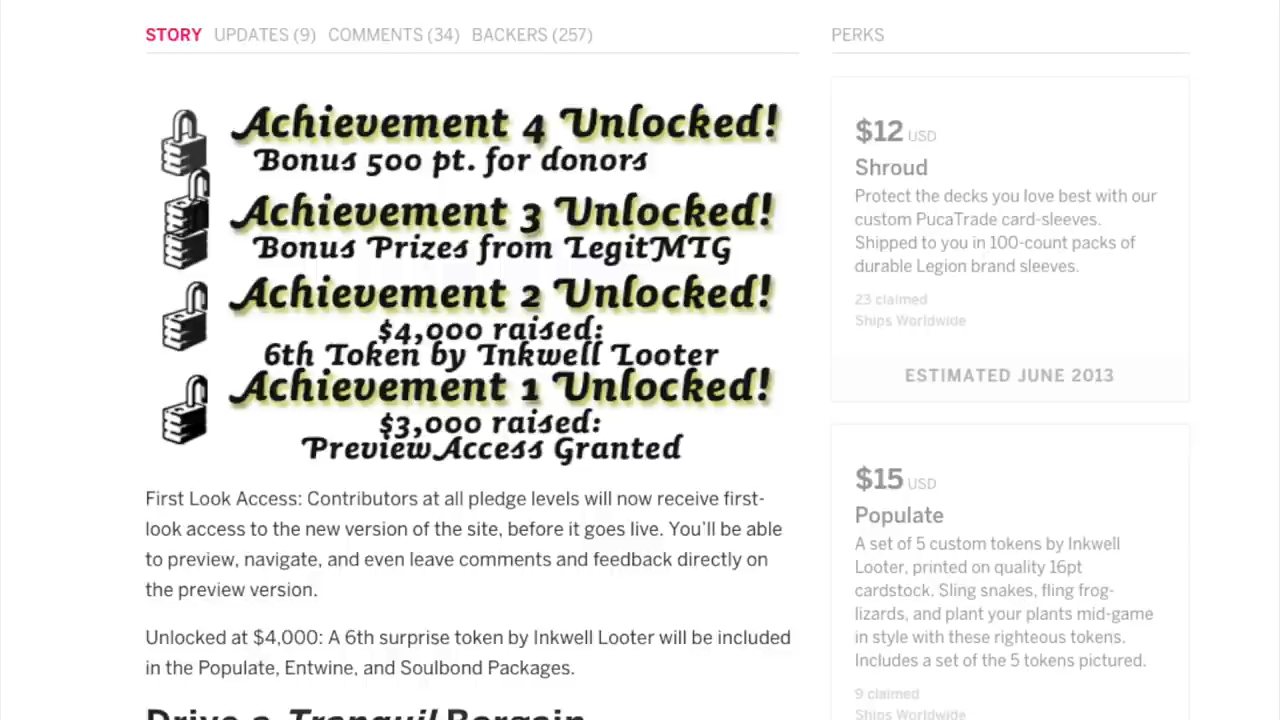 STORY UPDATES (9) COMMENTS (34) BACKERS (257)
Achievement 4 Unlocked!
Bonus 500 pt. for donors
Achievement 3 Unlocked!
Bonus Prizes from LegitMTG
Achievement 2 Unlocked!
$4,000 raised:
6th Token by Inkwell Looter
Achievement 1 Unlocked!
$3,000 raised:
Preview Access Granted
First Look Access: Contributors at all pledge levels will now receive first-
look access to the new version of the site, before it goes live. You'll be able
to preview, navigate, and even leave comments and feedback directly on
the preview version.
Unlocked at $4,000: A 6th surprise token by Inkwell Looter will be included
in the Populate, Entwine, and Soulbond Packages.
Drive a Tranquil Bargain
PERKS
$12 USD
Shroud
Protect the decks you love best with our
custom PucaTrade card-sleeves.
Shipped to you in 100-count packs of
durable Legion brand sleeves.
23 claimed
Ships Worldwide
ESTIMATED JUNE 2013
$15 USD
Populate
A set of 5 custom tokens by Inkwell
Looter, printed on quality 16pt
cardstock. Sling snakes, fling frog-
lizards, and plant your plants mid-game
in style with these righteous tokens.
Includes a set of the 5 tokens pictured.
9 claimed
Ships Worldwide